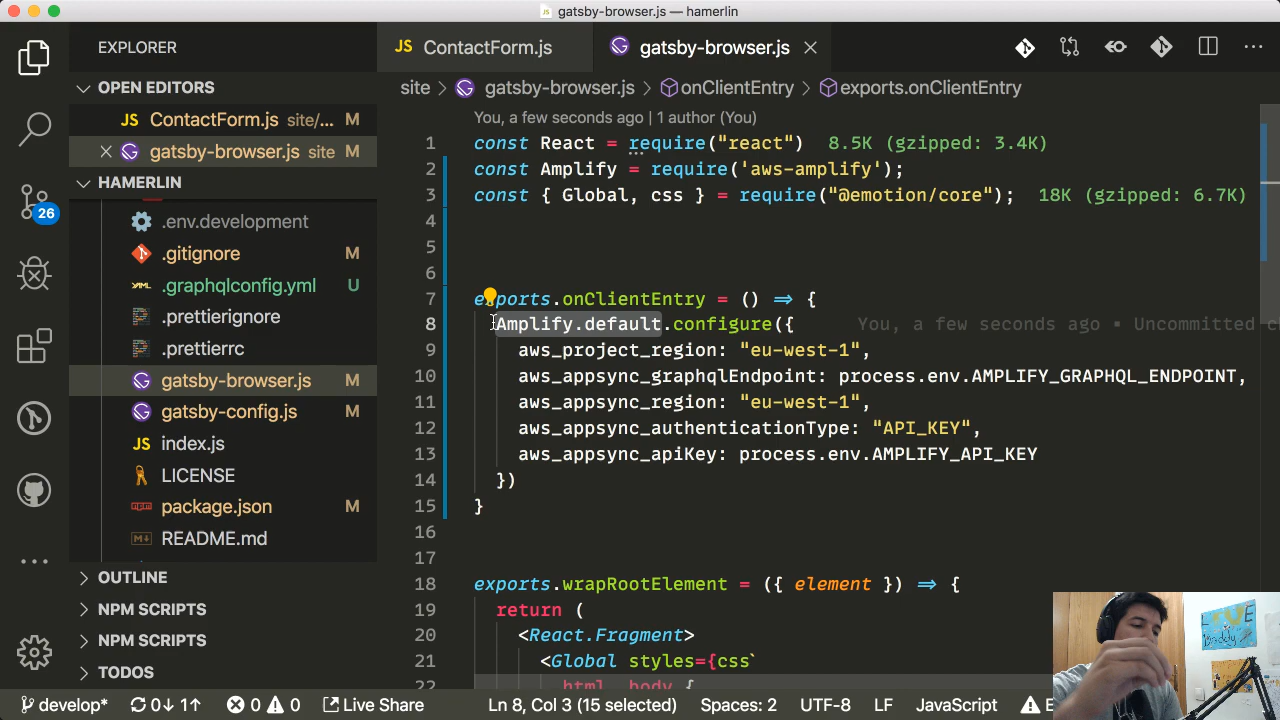 gatsby-browser.js — hamerlin
EXPLORER
JS ContactForm.js
gatsby-browser.js
OPEN EDITORS
site
gatsby-browser.js
onClientEntry
exports.onClientEntry
JS ContactForm.js site/... M
gatsby-browser.js site M
HAMERLIN
.env.development
.gitignore M
YAML .graphqlconfig.yml U
.prettierignore
.prettierrc
gatsby-browser.js M
gatsby-config.js M
JS index.js
LICENSE
package.json M
README.md
OUTLINE
NPM SCRIPTS
NPM SCRIPTS
TODOS
26
You, a few seconds ago | 1 author (You)
1 const React = require("react") 8.5K (gzipped: 3.4K)
2 const Amplify = require('aws-amplify');
3 const { Global, css } = require("@emotion/core"); 18K (gzipped: 6.7K)
4
5
6
7 exports.onClientEntry = () => {
8 Amplify.default.configure({ You, a few seconds ago • Uncommitted c
9 aws_project_region: "eu-west-1",
10 aws_appsync_graphqlEndpoint: process.env.AMPLIFY_GRAPHQL_ENDPOINT,
11 aws_appsync_region: "eu-west-1",
12 aws_appsync_authenticationType: "API_KEY",
13 aws_appsync_apiKey: process.env.AMPLIFY_API_KEY
14 })
15 }
16
17
18 exports.wrapRootElement = ({ element }) => {
19 return (
20 <React.Fragment>
21 <Global styles={css`
22 html, body {
develop* 0↓ 1↑ 0 0 Live Share Ln 8, Col 3 (15 selected) Spaces: 2 UTF-8 LF JavaScript